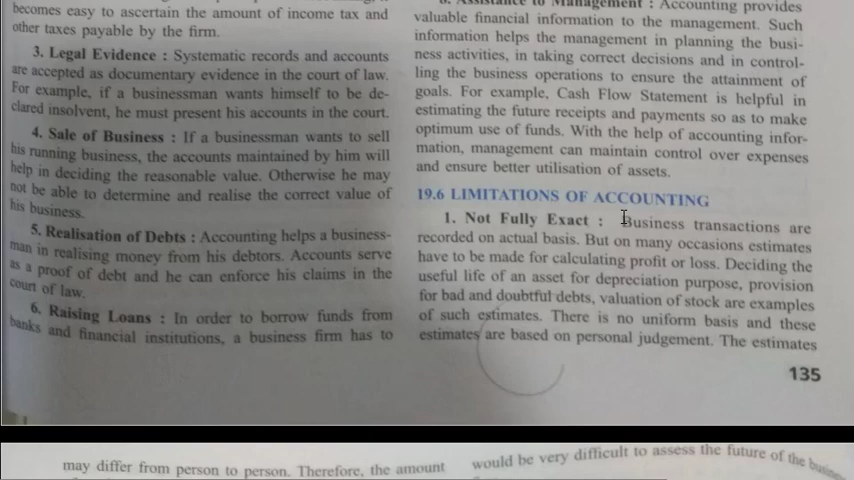 becomes easy to ascertain the amount of income tax and
other taxes payable by the firm.
3. Legal Evidence : Systematic records and accounts
are accepted as documentary evidence in the court of law.
For example, if a businessman wants himself to be de-
clared insolvent, he must present his accounts in the court.
4. Sale of Business : If a businessman wants to sell
his running business, the accounts maintained by him will
help in deciding the reasonable value. Otherwise he may
not be able to determine and realise the correct value of
his business.
5. Realisation of Debts : Accounting helps a business-
man in realising money from his debtors. Accounts serve
as a proof of debt and he can enforce his claims in the
court of law.
6. Raising Loans : In order to borrow funds from
banks and financial institutions, a business firm has to
8. Assistance to Management : Accounting provides
valuable financial information to the management. Such
information helps the management in planning the busi-
ness activities, in taking correct decisions and in control-
ling the business operations to ensure the attainment of
goals. For example, Cash Flow Statement is helpful in
estimating the future receipts and payments so as to make
optimum use of funds. With the help of accounting infor-
mation, management can maintain control over expenses
and ensure better utilisation of assets.
19.6 LIMITATIONS OF ACCOUNTING
1. Not Fully Exact : Business transactions are
recorded on actual basis. But on many occasions estimates
have to be made for calculating profit or loss. Deciding the
useful life of an asset for depreciation purpose, provision
for bad and doubtful debts, valuation of stock are examples
of such estimates. There is no uniform basis and these
estimates are based on personal judgement. The estimates
135
may differ from person to person. Therefore, the amount
would be very difficult to assess the future of the business